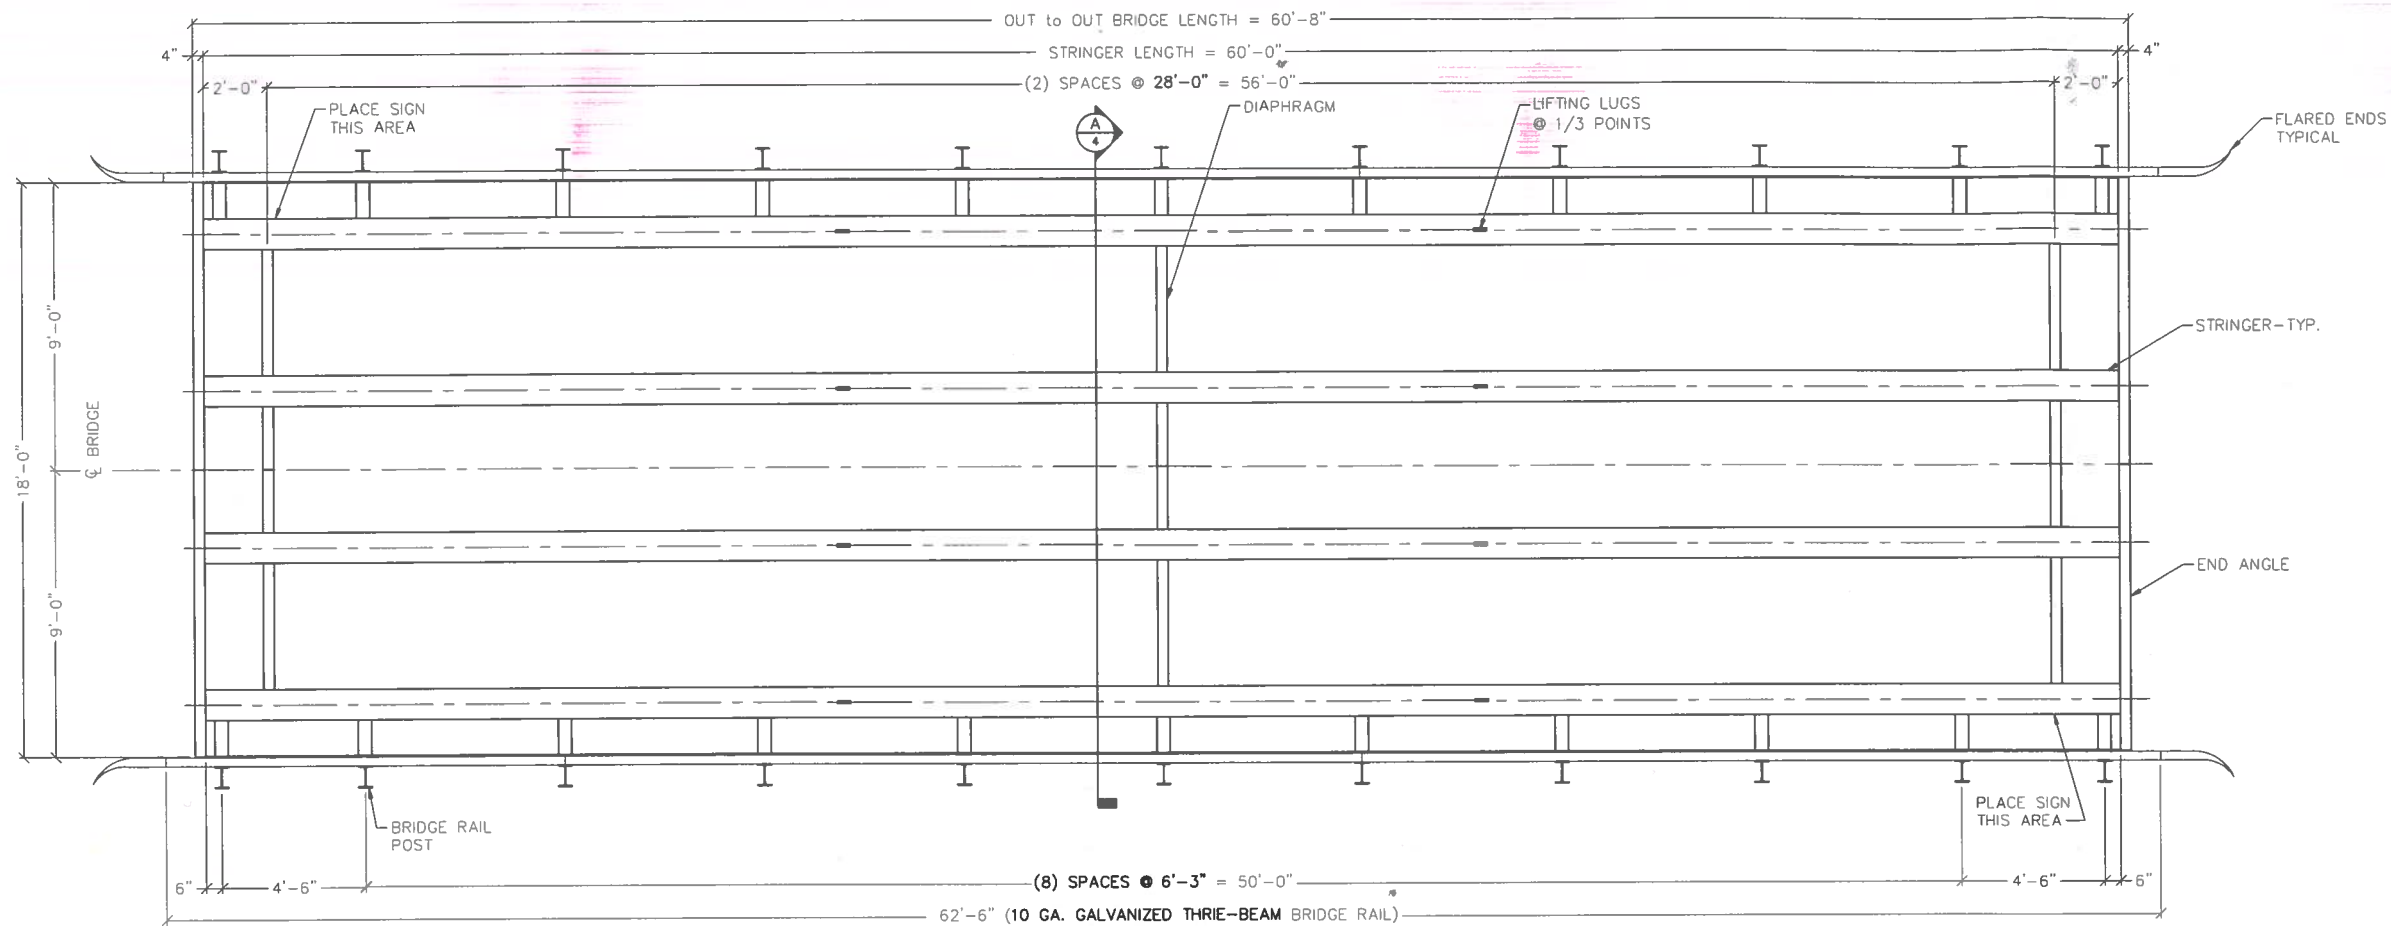 OUT to OUT BRIDGE LENGTH = 60'-8"
4"
STRINGER LENGTH = 60'-0"
4"
2'-0"
(2) SPACES @ 28'-0" = 56'-0"
2'-0"
PLACE SIGN
THIS AREA
A
4
DIAPHRAGM
LIFTING LUGS
@ 1/3 POINTS
FLARED ENDS
TYPICAL
9'-0"
STRINGER-TYP.
18'-0"
℄ BRIDGE
END ANGLE
9'-0"
BRIDGE RAIL
POST
PLACE SIGN
THIS AREA
6"
4'-6"
(8) SPACES @ 6'-3" = 50'-0"
4'-6"
6"
62'-6" (10 GA. GALVANIZED THRIE-BEAM BRIDGE RAIL)